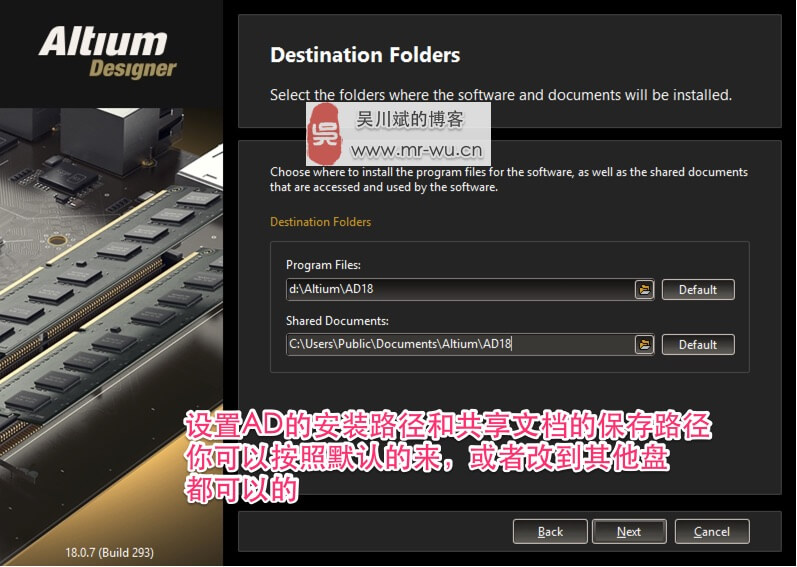 Altium
Designer
Destination Folders
Select the folders where the software and documents will be installed.
吴川斌的博客
www.mr-wu.cn
Choose where to install the program files for the software, as well as the shared documents
that are accessed and used by the software.
Destination Folders
Program Files:
d:\Altium\AD18
Default
Shared Documents:
C:\Users\Public\Documents\Altium\AD18
Default
设置AD的安装路径和共享文档的保存路径
你可以按照默认的来，或者改到其他盘
都可以的
18.0.7 (Build 293)
Back
Next
Cancel